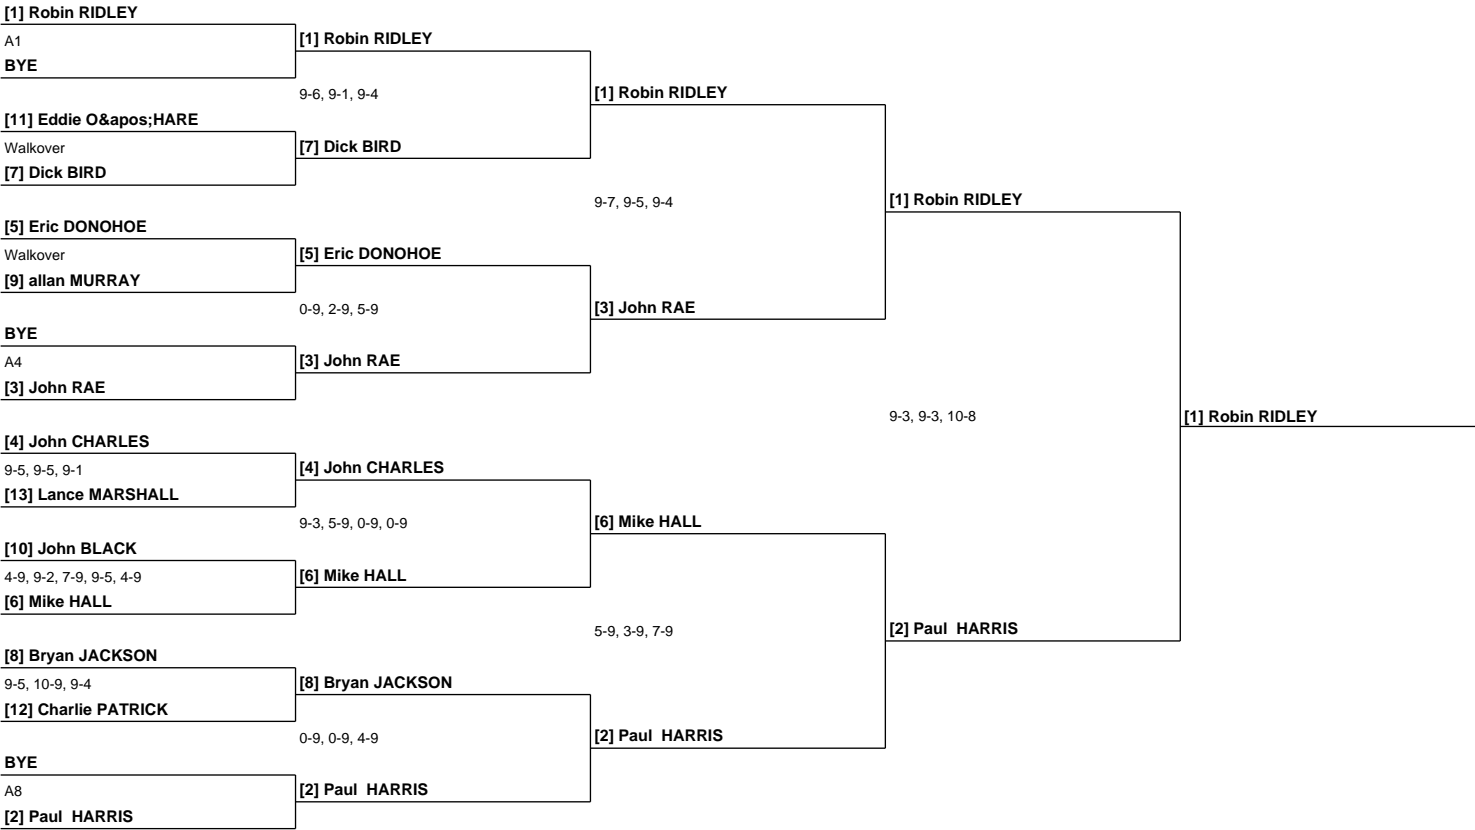 [1] Robin RIDLEY
A1
BYE
[11] Eddie O&apos;HARE
Walkover
[7] Dick BIRD
[5] Eric DONOHOE
Walkover
[9] allan MURRAY
BYE
A4
[3] John RAE
[4] John CHARLES
9-5, 9-5, 9-1
[13] Lance MARSHALL
[10] John BLACK
4-9, 9-2, 7-9, 9-5, 4-9
[6] Mike HALL
[8] Bryan JACKSON
9-5, 10-9, 9-4
[12] Charlie PATRICK
BYE
A8
[2] Paul  HARRIS
[1] Robin RIDLEY
9-6, 9-1, 9-4
[7] Dick BIRD
[5] Eric DONOHOE
0-9, 2-9, 5-9
[3] John RAE
[4] John CHARLES
9-3, 5-9, 0-9, 0-9
[6] Mike HALL
[8] Bryan JACKSON
0-9, 0-9, 4-9
[2] Paul  HARRIS
[1] Robin RIDLEY
9-7, 9-5, 9-4
[3] John RAE
[6] Mike HALL
5-9, 3-9, 7-9
[2] Paul  HARRIS
[1] Robin RIDLEY
9-3, 9-3, 10-8
[2] Paul  HARRIS
[1] Robin RIDLEY